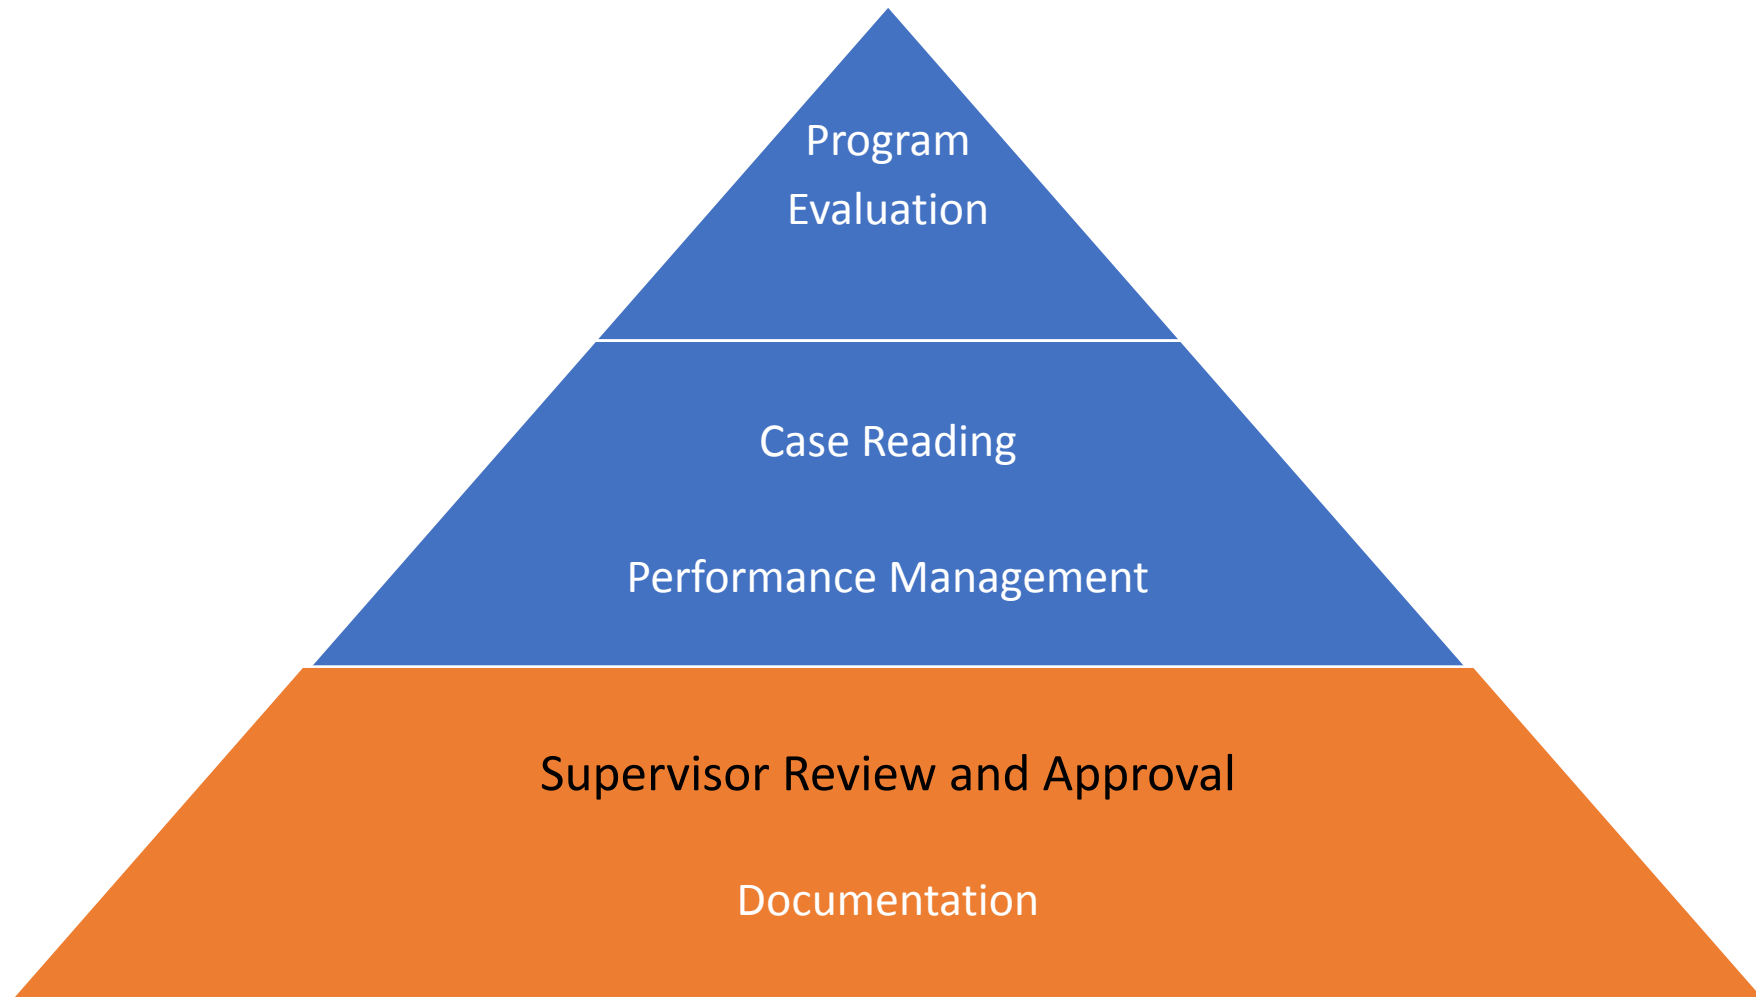 Program
Evaluation
Case Reading
Performance Management
Supervisor Review and Approval
Documentation